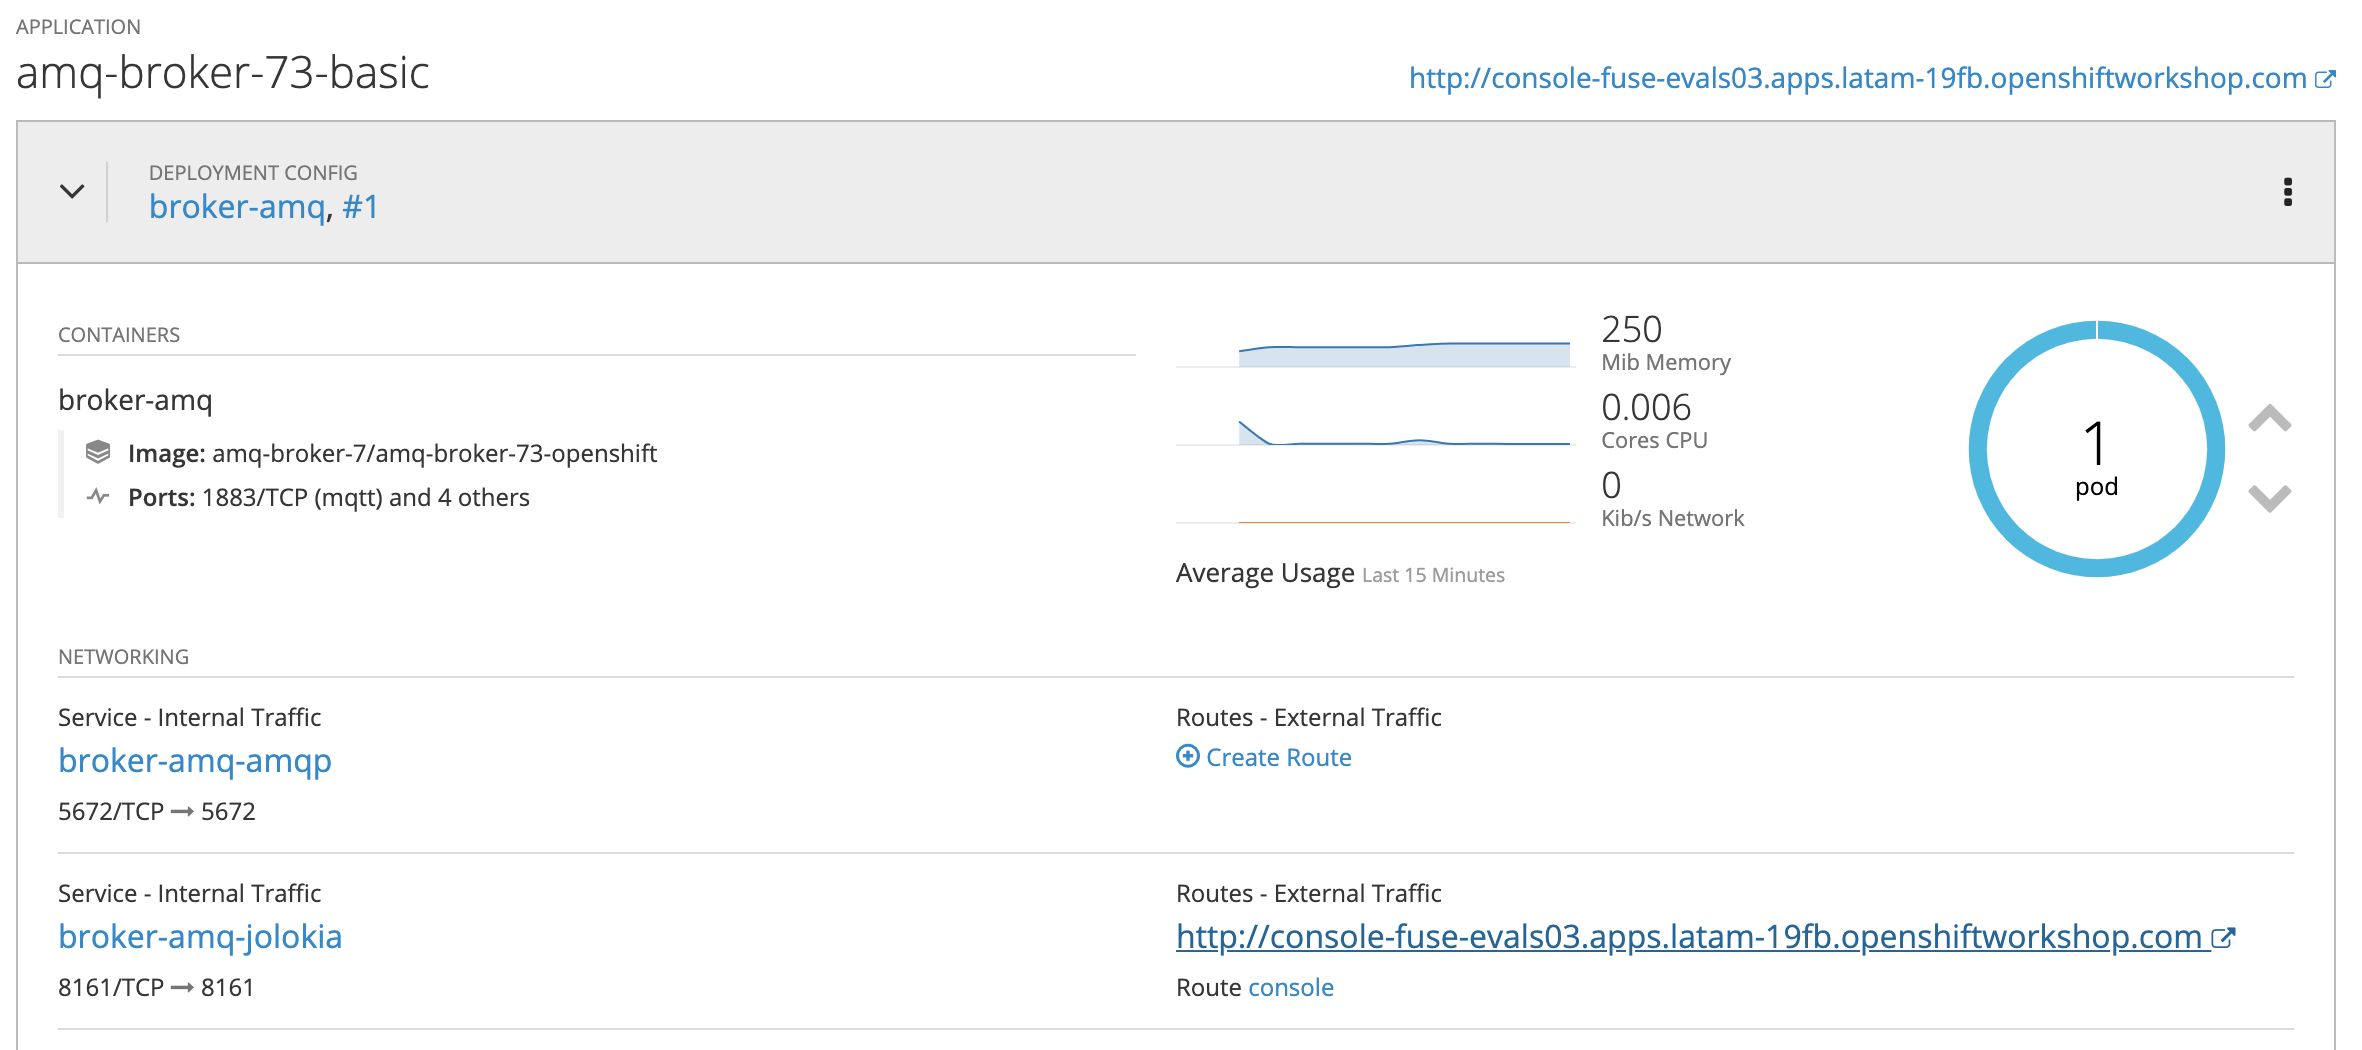 APPLICATION
amq-broker-73-basic
http://console-fuse-evals03.apps.latam-19fb.openshiftworkshop.com
DEPLOYMENT CONFIG
broker-amq, #1
CONTAINERS
broker-amq
Image: amq-broker-7/amq-broker-73-openshift
Ports: 1883/TCP (mqtt) and 4 others
250
Mib Memory
0.006
Cores CPU
0
Kib/s Network
Average Usage Last 15 Minutes
1
pod
NETWORKING
Service - Internal Traffic
broker-amq-amqp
5672/TCP → 5672
Routes - External Traffic
Create Route
Service - Internal Traffic
broker-amq-jolokia
8161/TCP → 8161
Routes - External Traffic
http://console-fuse-evals03.apps.latam-19fb.openshiftworkshop.com
Route console